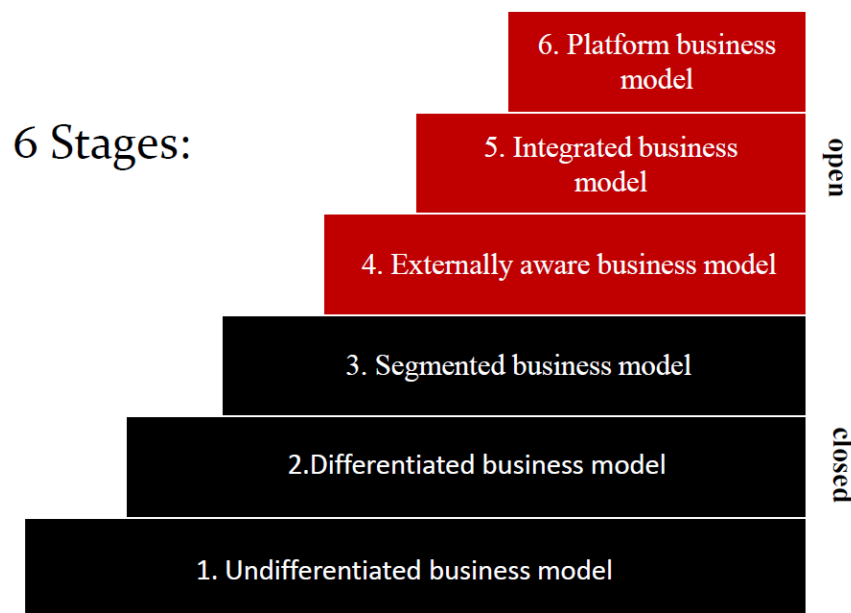 6 Stages:
6. Platform business
model
5. Integrated business
model
4. Externally aware business model
open
3. Segmented business model
2.Differentiated business model
closed
1. Undifferentiated business model